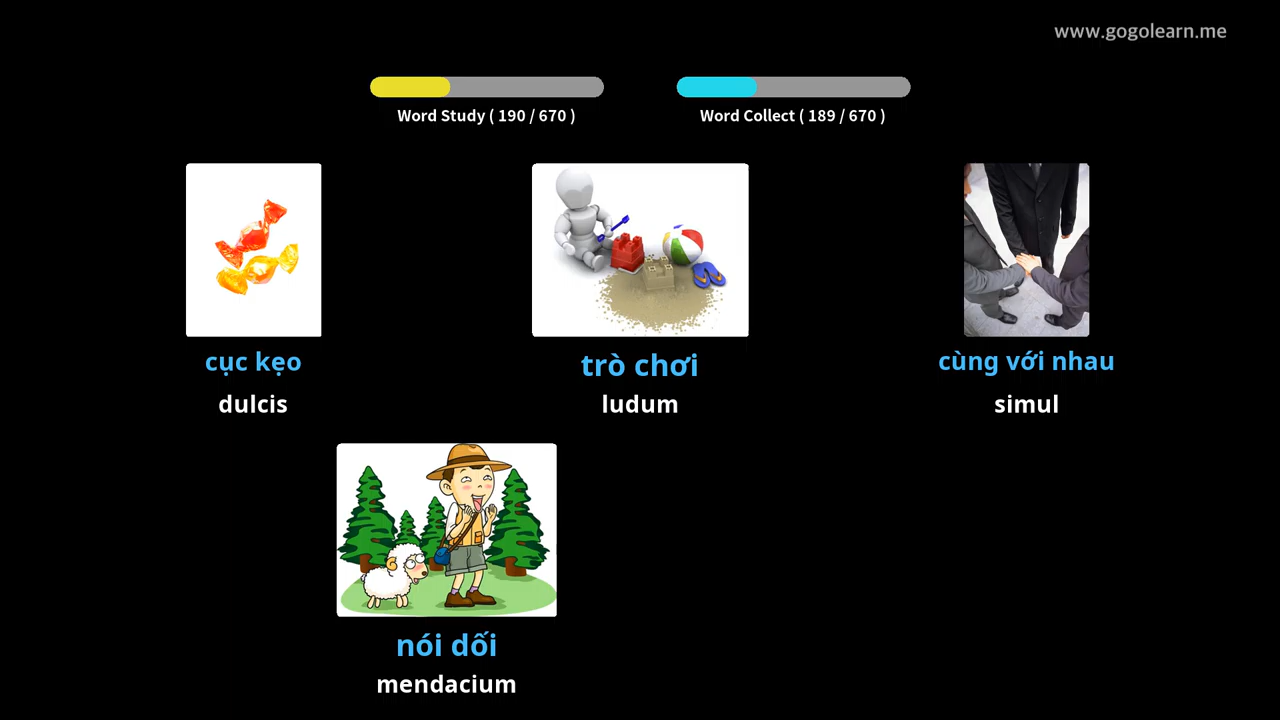 www.gogolearn.me
Word Study ( 190 / 670 )
Word Collect ( 189 / 670 )
cục kẹo
dulcis
trò chơi
ludum
cùng với nhau
simul
nói dối
mendacium